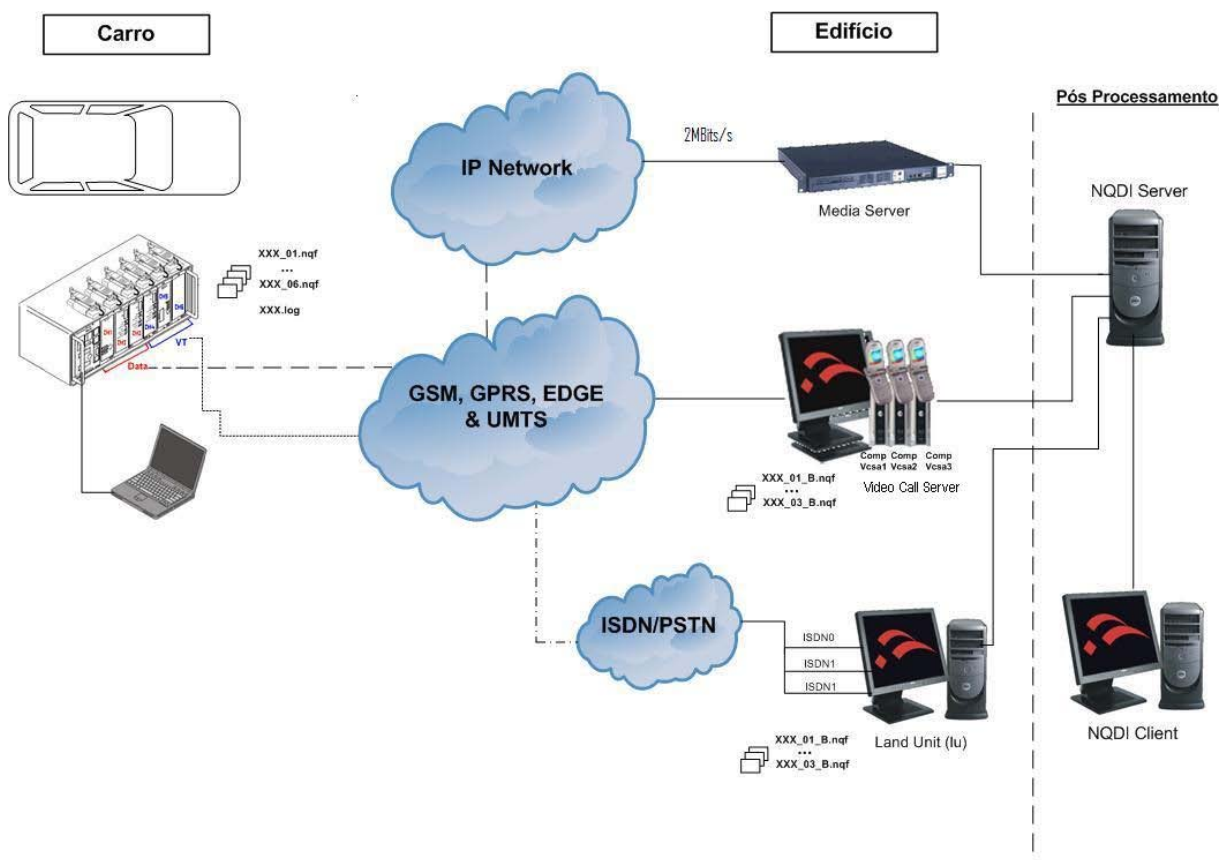 Carro
Edifício
Pós Processamento
2MBits/s
IP Network
Media Server
NQDI Server
XXX_01.nqf
...
XXX_06.nqf
XXX.log
VT
Data
GSM, GPRS, EDGE
& UMTS
Comp Comp Comp
Vcsa1 Vcsa2 Vcsa3
Video Call Server
XXX_01_B.nqf
...
XXX_03_B.nqf
ISDN/PSTN
ISDN0
ISDN1
ISDN1
Land Unit (lu)
XXX_01_B.nqf
...
XXX_03_B.nqf
NQDI Client